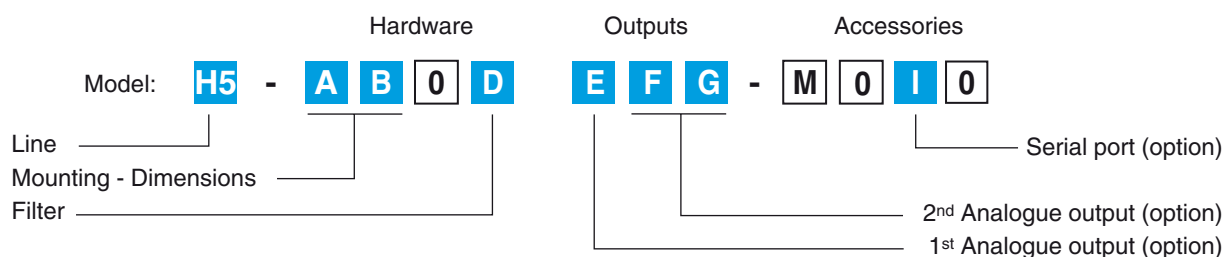 Hardware Outputs Accessories
Model: H5 - A B 0 D E F G - M 0 I 0
Line Serial port (option)
Mounting - Dimensions
Filter 2nd Analogue output (option)
1st Analogue output (option)